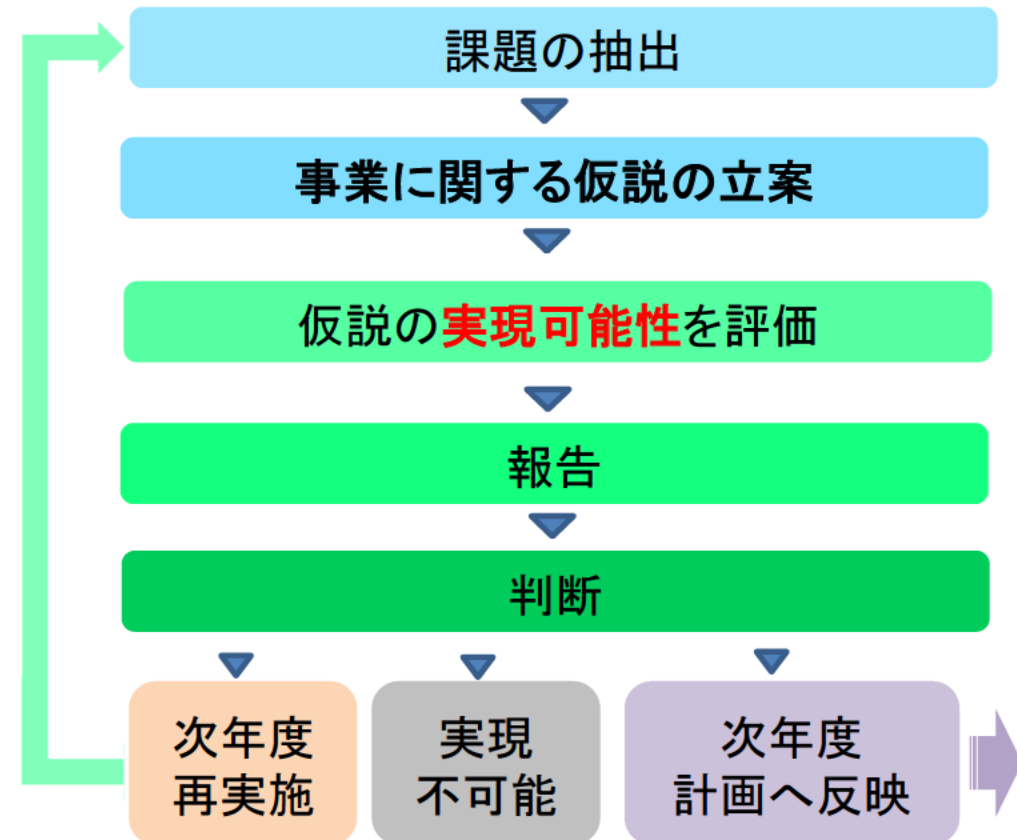 課題の抽出
事業に関する仮説の立案
仮説の実現可能性を評価
報告
判断
次年度
再実施
実現
不可能
次年度
計画へ反映